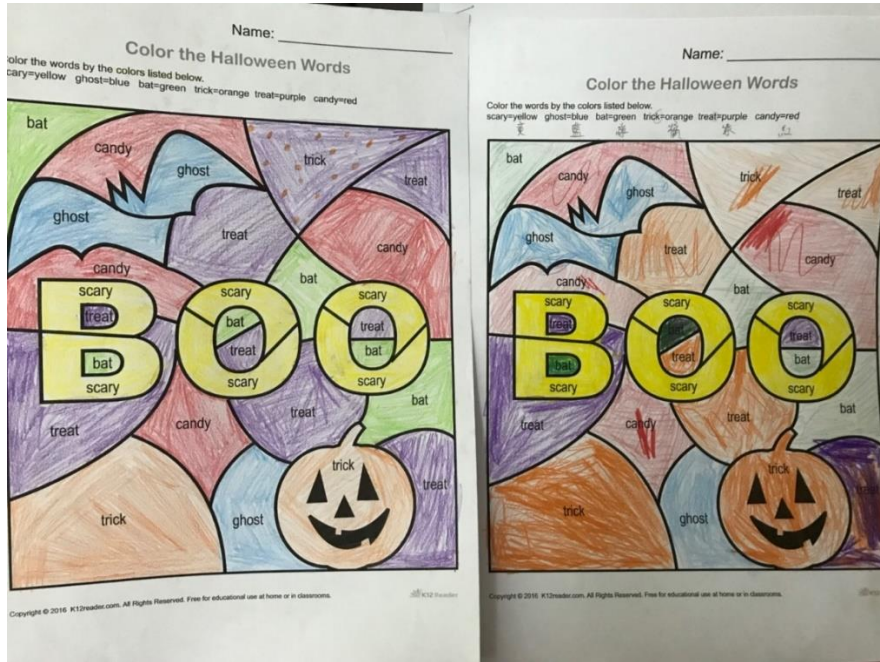 Name:
Color the Halloween Words
olor the words by the colors listed below.
cary=yellow ghost=blue bat=green trick=orange treat=purple candy=red
bat
candy
ghost
trick
treat
ghost
treat
candy
candy
bat
scary
scary
scary
treat
bat
treat
bat
treat
bat
scary
scary
scary
treat
candy
treat
bat
trick
treat
trick
ghost
Copyright © 2016 K12reader.com. All Rights Reserved. Free for educational use at home or in classrooms.
K12 Reader
Name:
Color the Halloween Words
Color the words by the colors listed below.
scary=yellow ghost=blue bat=green trick=orange treat=purple candy=red
bat
candy
ghost
trick
treat
ghost
treat
candy
candy
bat
scary
scary
scary
treat
bat
treat
bat
treat
bat
scary
scary
scary
treat
candy
treat
bat
trick
treat
trick
ghost
Copyright © 2016 K12reader.com. All Rights Reserved. Free for educational use at home or in classrooms.
BOO
BOO